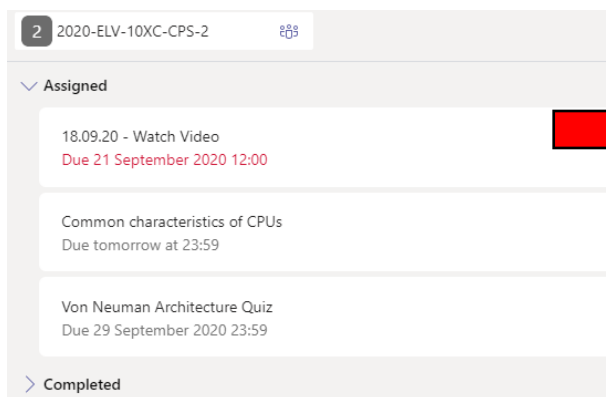 2 2020-ELV-10XC-CPS-2
Assigned
18.09.20 - Watch Video
Due 21 September 2020 12:00
Common characteristics of CPUs
Due tomorrow at 23:59
Von Neuman Architecture Quiz
Due 29 September 2020 23:59
Completed